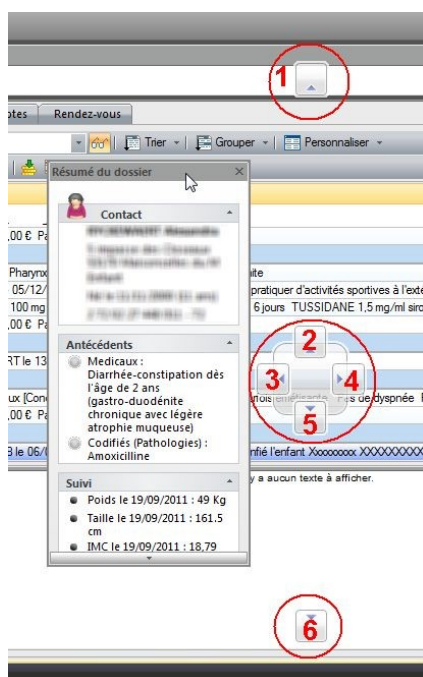 1
otes Rendez-vous
Trier Grouper Personnaliser
Résumé du dossier
Contact
,00 € Pa
Pharynx
05/12/ pratiquer d'activités sportives à l'exté
100 mg 6 jours TUSSIDANE 1,5 mg/ml siro
,00 € Pa
2
RT le 13
3 4
ux [Con de dyspnée
,00 € Pa
5
3 le 06/0 nfié l'enfant Xxxxxxxxx XXXXXXXXX
y a aucun texte à afficher.
Antécédents
Medicaux :
Diarrhée-constipation dès
l'âge de 2 ans
(gastro-duodénite
chronique avec légère
atrophie muqueuse)
Codifiés (Pathologies) :
Amoxicilline
Suivi
Poids le 19/09/2011 : 49 Kg
Taille le 19/09/2011 : 161.5
cm
IMC le 19/09/2011 : 18,79
6